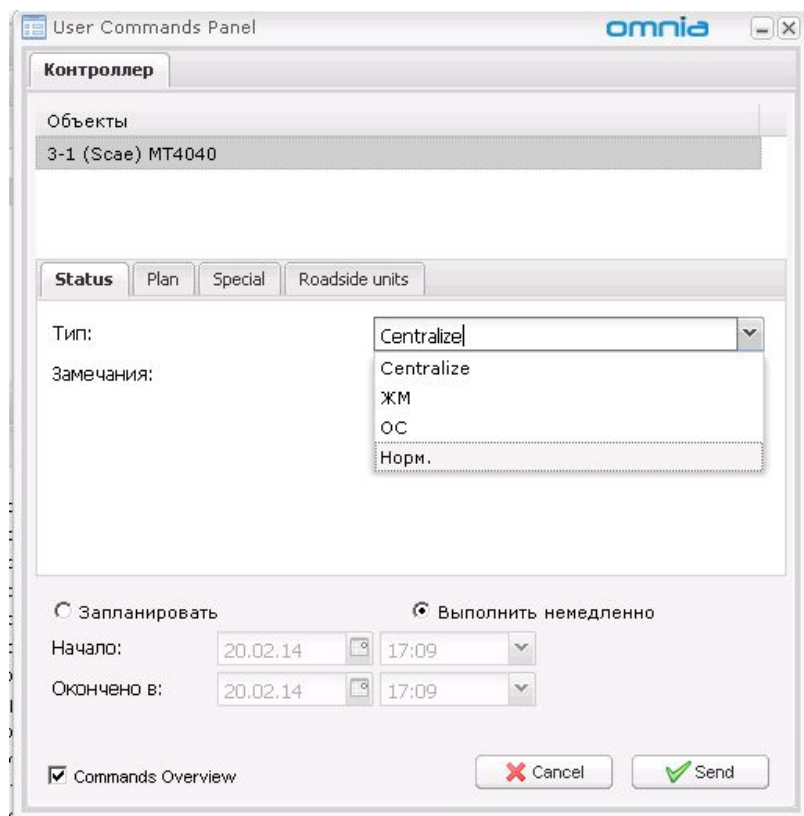 User Commands Panel omnia
Контроллер
Объекты
3-1 (Scae) MT4040
Status Plan Special Roadside units
Тип: Centralize
Замечания: Centralize
ЖМ
ОС
Норм.
Запланировать Выполнить немедленно
Начало: 20.02.14 17:09
Окончено в: 20.02.14 17:09
Commands Overview Cancel Send